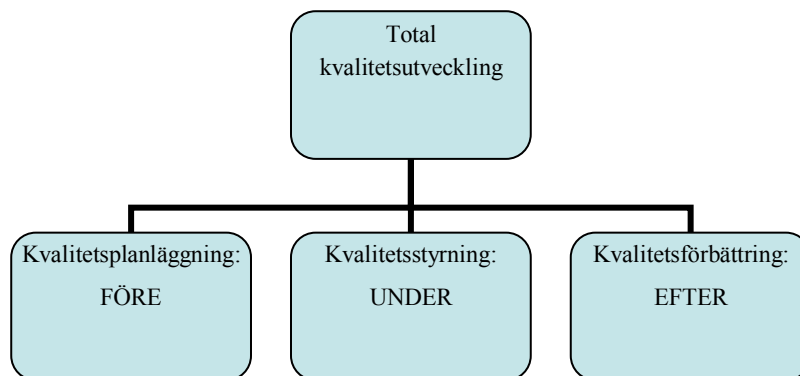 Total
kvalitetsutveckling
Kvalitetsplanläggning:
FÖRE
Kvalitetsstyrning:
UNDER
Kvalitetsförbättring:
EFTER